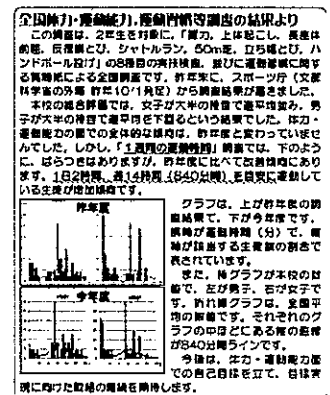 全国体力・運動能力、運動習慣等調査の結果より
この調査は、2年生を対象に、「握力、上体起こし、長座体
前屈、反復横とび、シャトルラン、50m走、立ち幅とび、ハ
ンドボール投げ」の8種目の実技検査、並びに運動習慣に関す
る質問紙による全国調査です。昨年末に、スポーツ庁(文部
科学省の外局 昨年10/1発足)から調査結果が届きました。
本校の総合評価では、女子が大半の種目で県平均並み、男
子が大半の種目で県平均を下回るという結果でした。体力・
運動能力の面での全体的な傾向は、昨年度と変わっていませ
んでした。しかし、「1週間の運動時間」調査では、下のよう
に、ばらつきはありますが、昨年度に比べて改善傾向にあり
ます。1日2時間、週14時間(840分間)を目安に運動して
いる生徒が増加傾向です。
昨年度
今年度
グラフは、上が昨年度の調
査結果で、下が今年度です。
横軸が運動時間(分)で、縦
軸が該当する生徒数の割合で
表されています。
また、棒グラフが本校の数
値で、左が男子、右が女子で
す。折れ線グラフは、全国平
均の数値です。それぞれのグ
ラフの中ほどにある縦の点線
が840分間ラインです。
今後は、体力・運動能力面
での自己目標を立て、目標実
現に向けた取組の継続を期待します。